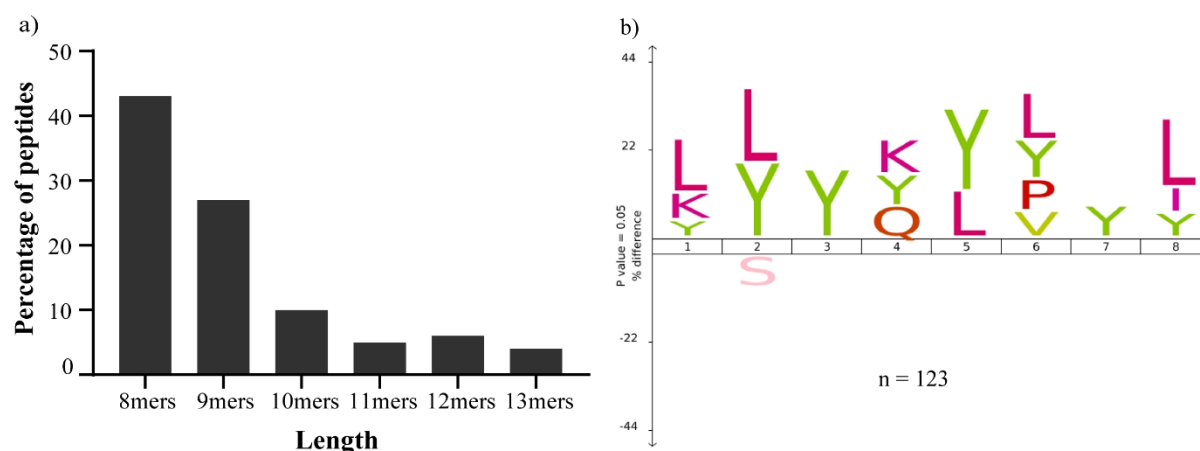 a)
50
40
30
20
10
0
Percentage of peptides
8mers 9mers 10mers 11mers 12mers 13mers
Length
b)
44
22
-22
-44
P value = 0.05
% difference
L K Y
L Y
Y
K Y Q
Y L
L Y P V
Y
L I Y
1 2 3 4 5 6 7 8
S
n = 123